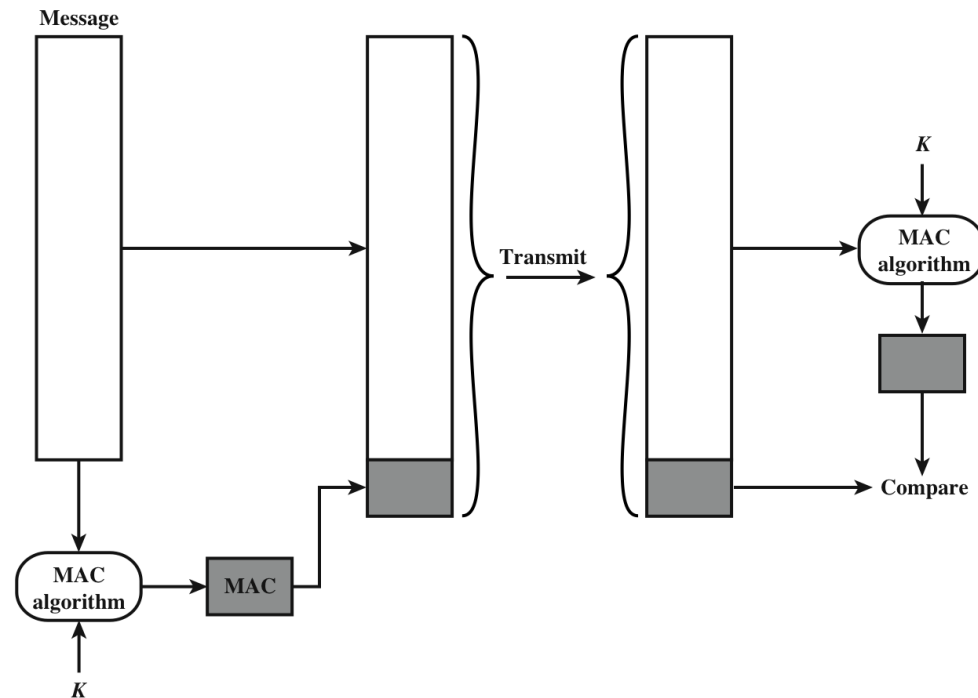 Message
K
Transmit
MAC
algorithm
Compare
MAC
algorithm
MAC
K